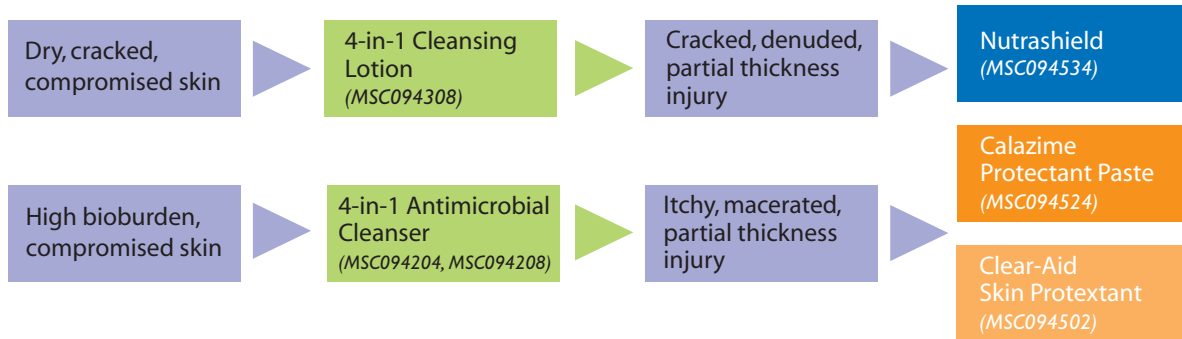 Dry, cracked,
compromised skin
4-in-1 Cleansing
Lotion
(MSC094308)
Cracked, denuded,
partial thickness
injury
Nutrashield
(MSC094534)
Calazime
Protectant Paste
(MSC094524)
High bioburden,
compromised skin
4-in-1 Antimicrobial
Cleanser
(MSC094204, MSC094208)
Itchy, macerated,
partial thickness
injury
Clear-Aid
Skin Protextant
(MSC094502)